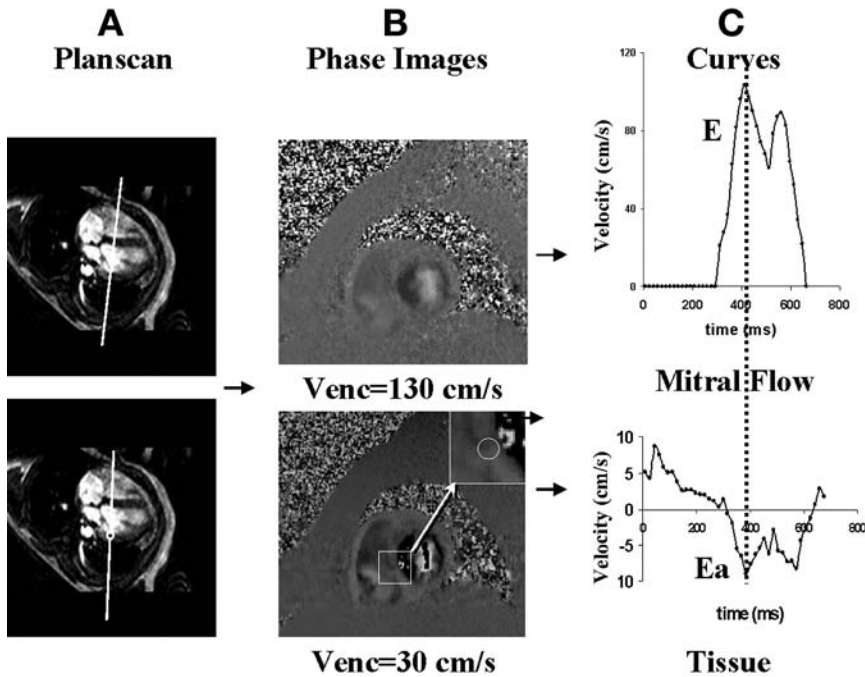 A
Planscan
B
Phase Images
C
Curves
Velocity (cm/s)
120
80
40
0
E
0 200 400 600 800
time (ms)
Venc=130 cm/s
Mitral Flow
Velocity (cm/s)
10
5
0
-5
10
0 200 400 600 800
Ea
time (ms)
Venc=30 cm/s
Tissue